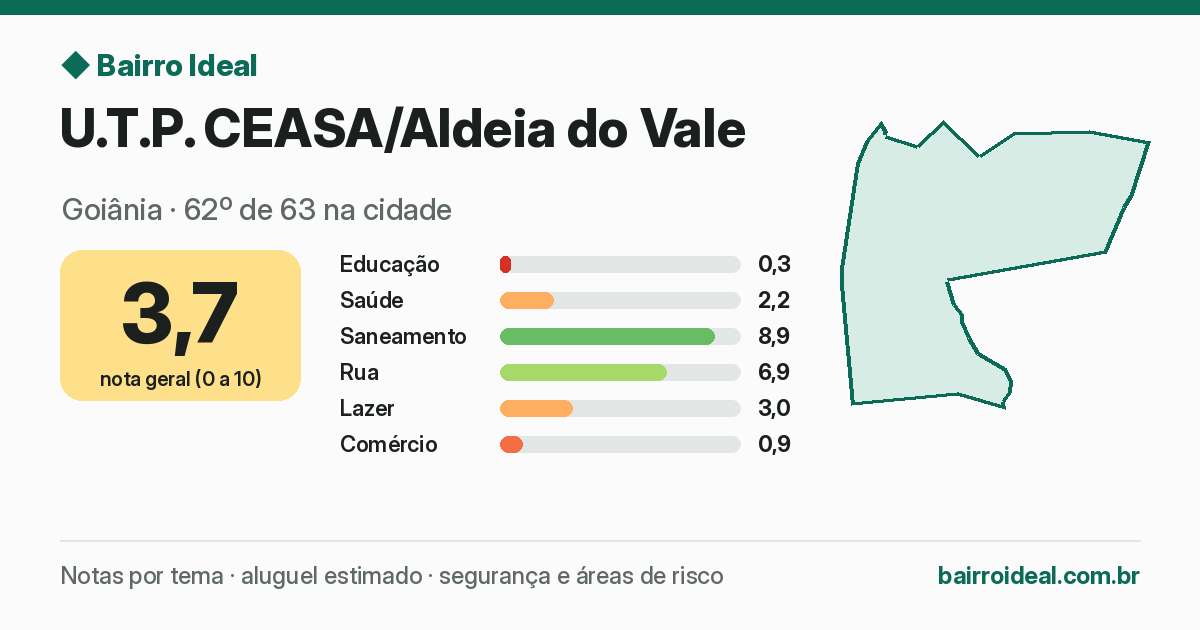 Bairro Ideal
U.T.P. CEASA/Aldeia do Vale
Goiânia · 62º de 63 na cidade
3,7
nota geral (0 a 10)
Educação 0,3
Saúde 2,2
Saneamento 8,9
Rua 6,9
Lazer 3,0
Comércio 0,9
Notas por tema · aluguel estimado · segurança e áreas de risco
bairroideal.com.br